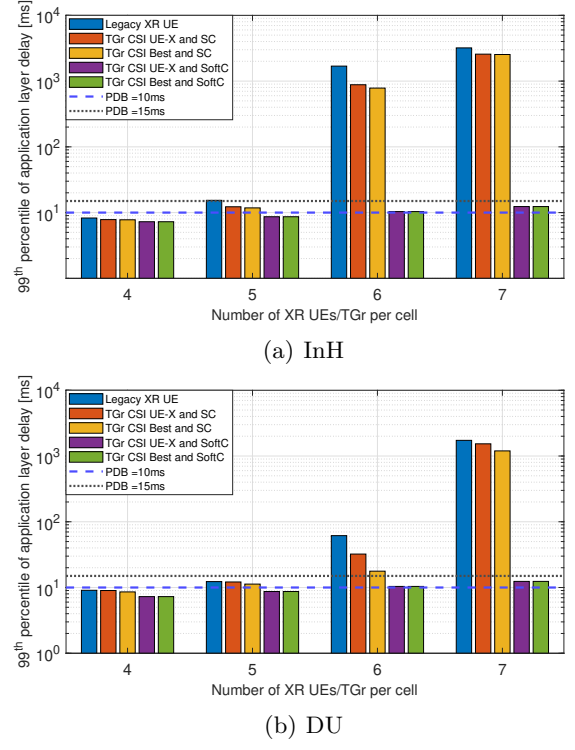 99th percentile of application layer delay [ms]
10^4
10^3
10^2
10^1
Legacy XR UE
TGr CSI UE-X and SC
TGr CSI Best and SC
TGr CSI UE-X and SoftC
TGr CSI Best and SoftC
PDB =10ms
PDB =15ms
4 5 6 7
Number of XR UEs/TGr per cell
(a) InH
99th percentile of application layer delay [ms]
10^4
10^3
10^2
10^1
10^0
Legacy XR UE
TGr CSI UE-X and SC
TGr CSI Best and SC
TGr CSI UE-X and SoftC
TGr CSI Best and SoftC
PDB =10ms
PDB =15ms
4 5 6 7
Number of XR UEs/TGr per cell
(b) DU